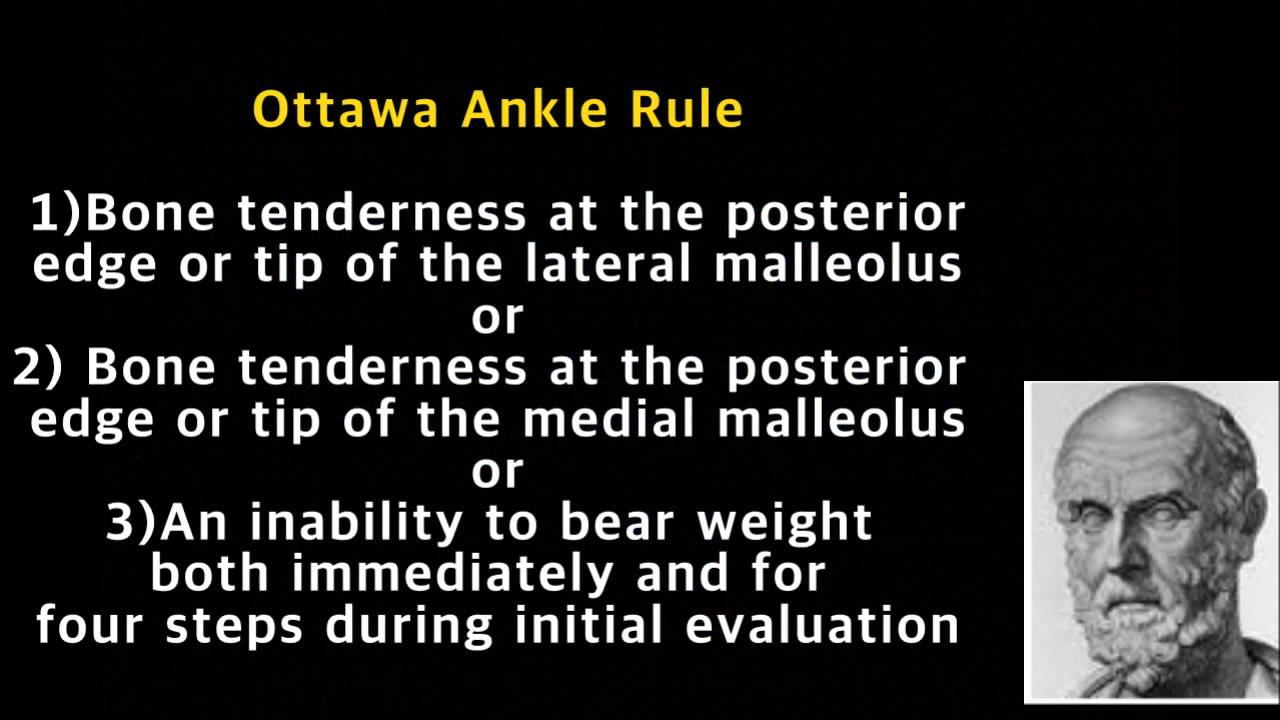 Ottawa Ankle Rule
1)Bone tenderness at the posterior
edge or tip of the lateral malleolus
or
2) Bone tenderness at the posterior
edge or tip of the medial malleolus
or
3)An inability to bear weight
both immediately and for
four steps during initial evaluation